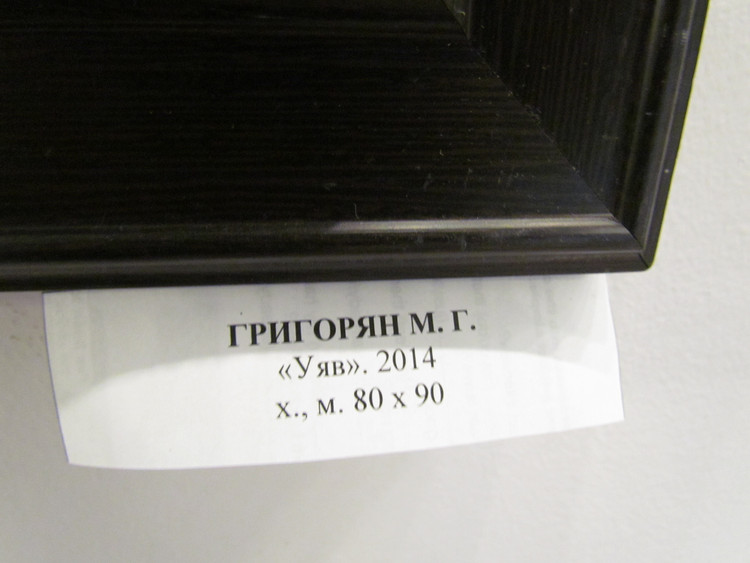 ГРИГОРЯН М. Г.
«Уяв». 2014
х., м. 80 х 90